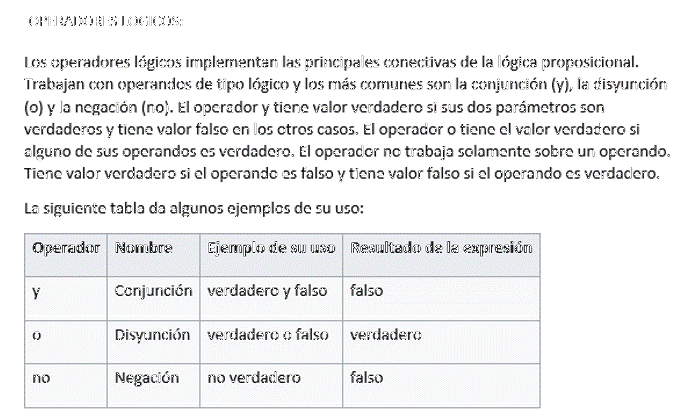 OPERADORES LOGICOS:
Los operadores lógicos implementan las principales conectivas de la lógica proposicional.
Trabajan con operandos de tipo lógico y los más comunes son la conjunción (y), la disyunción
(o) y la negación (no). El operador y tiene valor verdadero si sus dos parámetros son
verdaderos y tiene valor falso en los otros casos. El operador o tiene el valor verdadero si
alguno de sus operandos es verdadero. El operador no trabaja solamente sobre un operando.
Tiene valor verdadero si el operando es falso y tiene valor falso si el operando es verdadero.
La siguiente tabla da algunos ejemplos de su uso:
Operador Nombre Ejemplo de su uso Resultado de la expresión
y Conjunción verdadero y falso falso
o Disyunción verdadero o falso verdadero
no Negación no verdadero falso